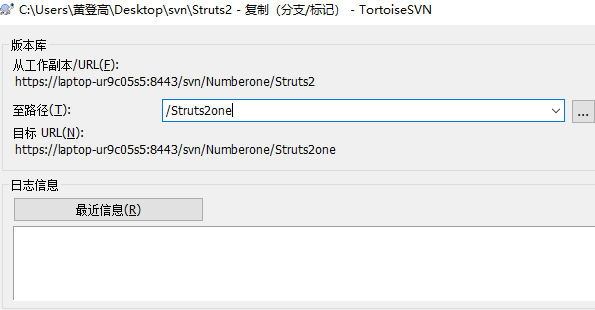 C:\Users\黄登高\Desktop\svn\Struts2 - 复制（分支/标记） - TortoiseSVN
版本库
从工作副本/URL(F):
https://laptop-ur9c05s5:8443/svn/Numberone/Struts2
至路径(T):
/Struts2one
...
目标 URL(N):
https://laptop-ur9c05s5:8443/svn/Numberone/Struts2one
日志信息
最近信息(R)